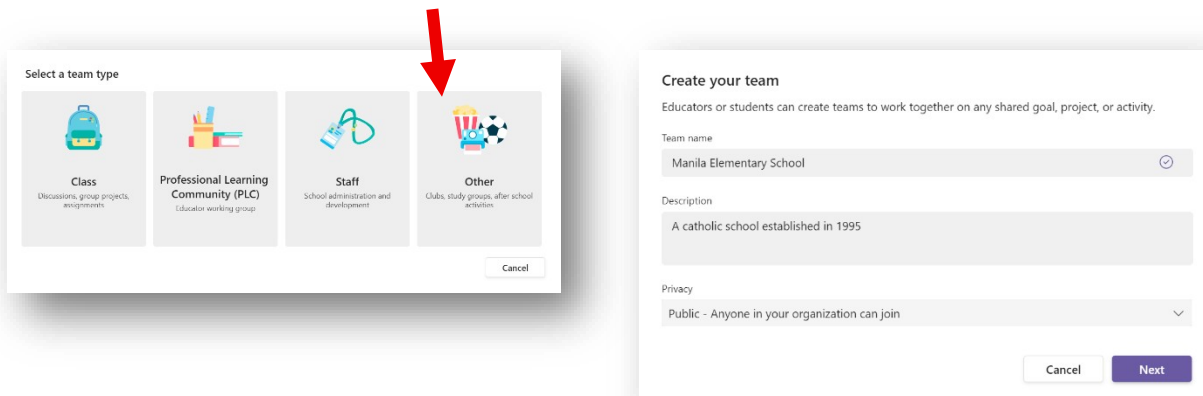 Select a team type
Class
Discussions, group projects,
assignments
Professional Learning
Community (PLC)
Educator working group
Staff
School administration and
development
Other
Clubs, study groups, after school
activities
Cancel
Create your team
Educators or students can create teams to work together on any shared goal, project, or activity.
Team name
Manila Elementary School
Description
A catholic school established in 1995
Privacy
Public - Anyone in your organization can join
Cancel
Next